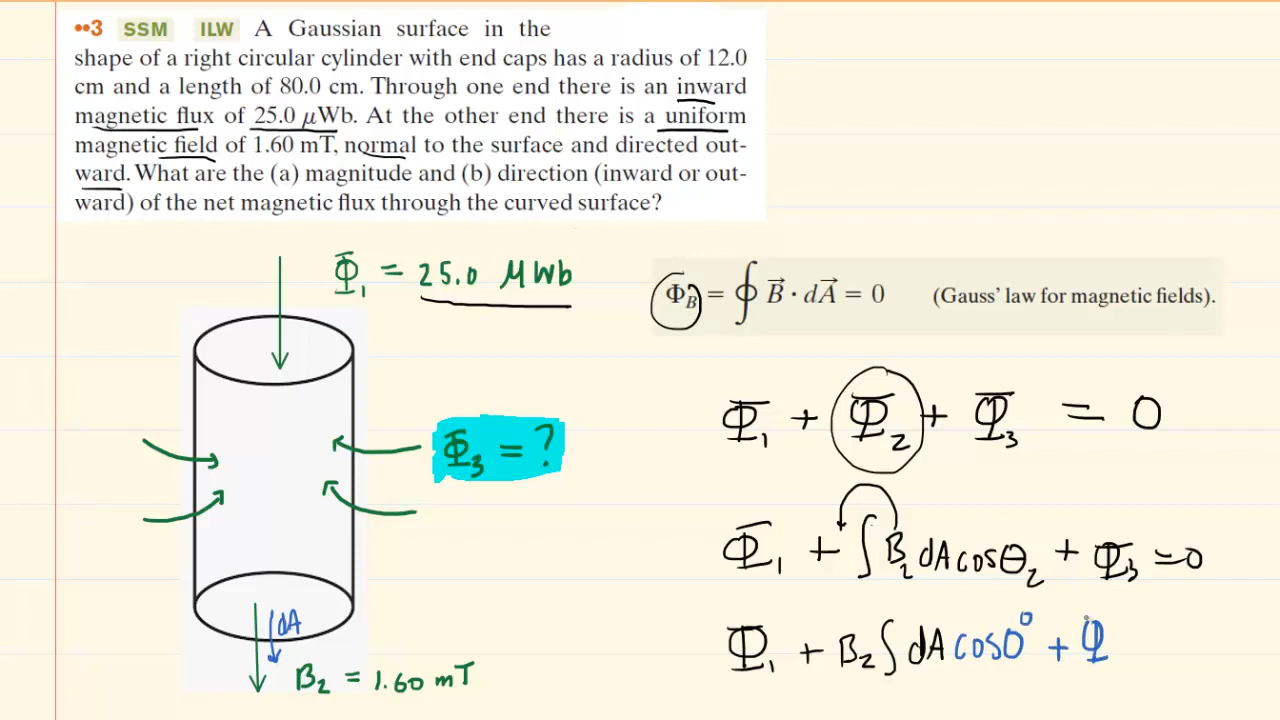 ••3 SSM ILW A Gaussian surface in the
shape of a right circular cylinder with end caps has a radius of 12.0
cm and a length of 80.0 cm. Through one end there is an inward
magnetic flux of 25.0 μWb. At the other end there is a uniform
magnetic field of 1.60 mT, normal to the surface and directed out-
ward. What are the (a) magnitude and (b) direction (inward or out-
ward) of the net magnetic flux through the curved surface?
Φ₁ = 25.0 μWb
Φ_B = ∮ B⃗ · dA⃗ = 0 (Gauss’ law for magnetic fields).
Φ₁ + Φ₂ + Φ₃ = 0
Φ₃ = ?
Φ₁ + ∫ B₂ dA cosθ₂ + Φ₃ = 0
dA
Φ₁ + B₂ ∫ dA cos0° + Φ
B₂ = 1.60 mT